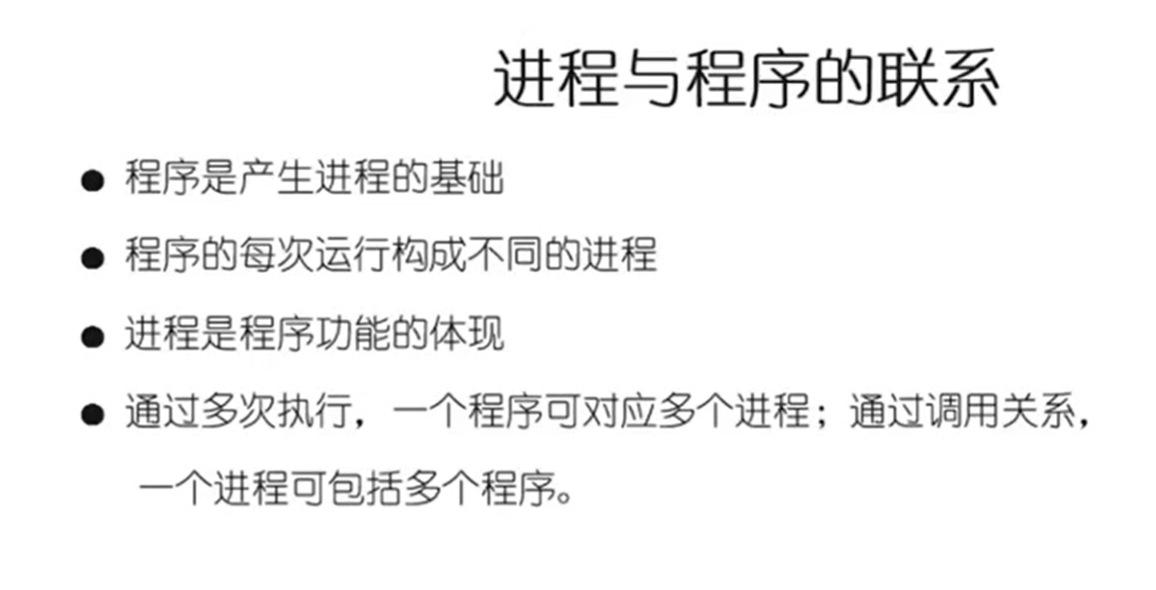 进程与程序的联系
● 程序是产生进程的基础
● 程序的每次运行构成不同的进程
● 进程是程序功能的体现
● 通过多次执行，一个程序可对应多个进程；通过调用关系，
一个进程可包括多个程序。